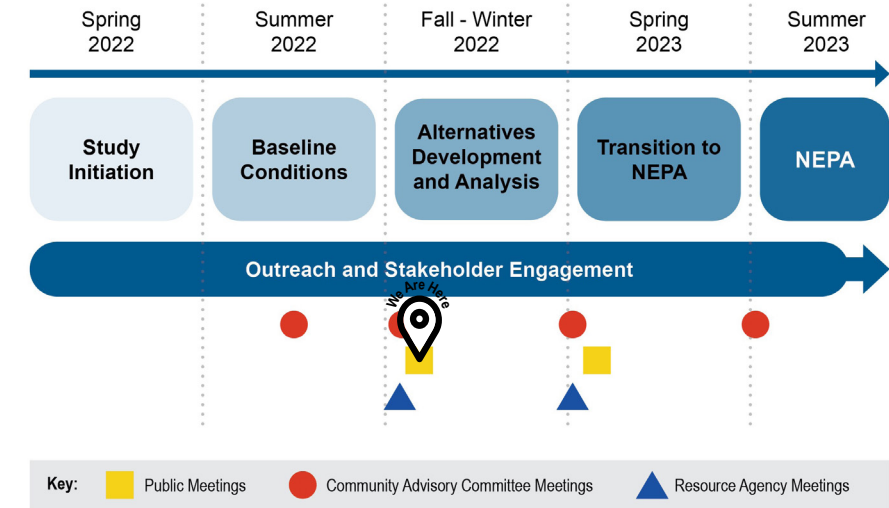 Spring
2022
Summer
2022
Fall - Winter
2022
Spring
2023
Summer
2023
Study
Initiation
Baseline
Conditions
Alternatives
Development
and Analysis
Transition to
NEPA
NEPA
Outreach and Stakeholder Engagement
We Are Here
Key:
Public Meetings
Community Advisory Committee Meetings
Resource Agency Meetings